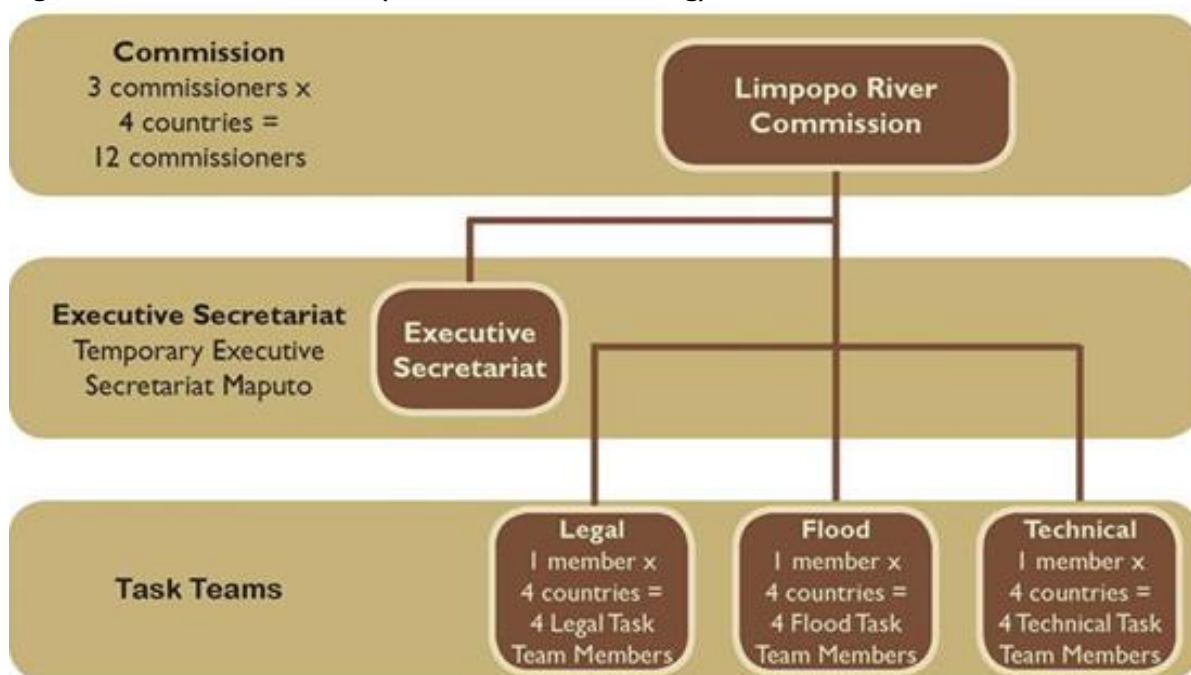 Commission
3 commissioners x
4 countries =
12 commissioners
Limpopo River
Commission
Executive Secretariat
Temporary Executive
Secretariat Maputo
Executive
Secretariat
Task Teams
Legal
1 member x
4 countries =
4 Legal Task
Team Members
Flood
1 member x
4 countries =
4 Flood Task
Team Members
Technical
1 member x
4 countries =
4 Technical Task
Team Members